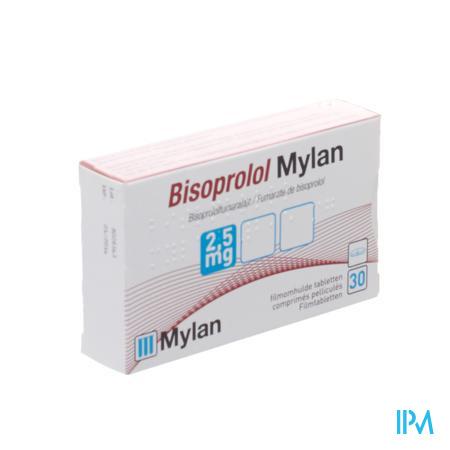 Bisoprolol Mylan
Bisoprololfumaraat / Fumarate de bisoprolol
2,5
mg
filmomhulde tabletten
comprimés pelliculés
Filmtabletten
30
Mylan
IPM